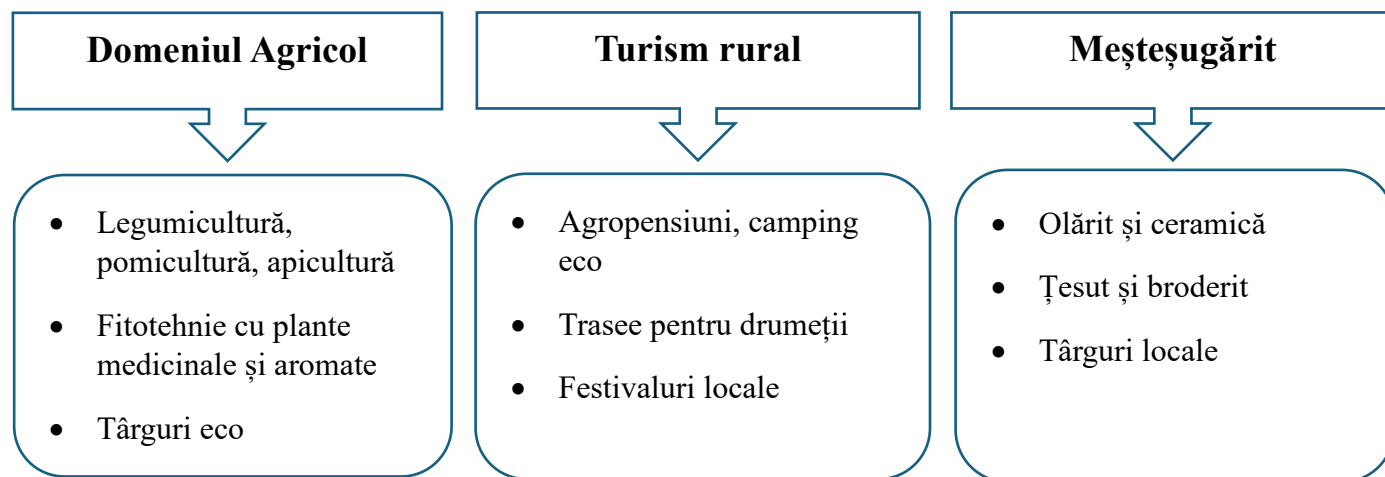 Domeniul Agricol
Legumicultură,
pomicultură, apicultură
Fitotehnie cu plante
medicinale și aromate
Târguri eco
Turism rural
Agropensiuni, camping
eco
Trasee pentru drumeții
Festivaluri locale
Meșteșugărit
Olărit și ceramică
Țesut și broderit
Târguri locale